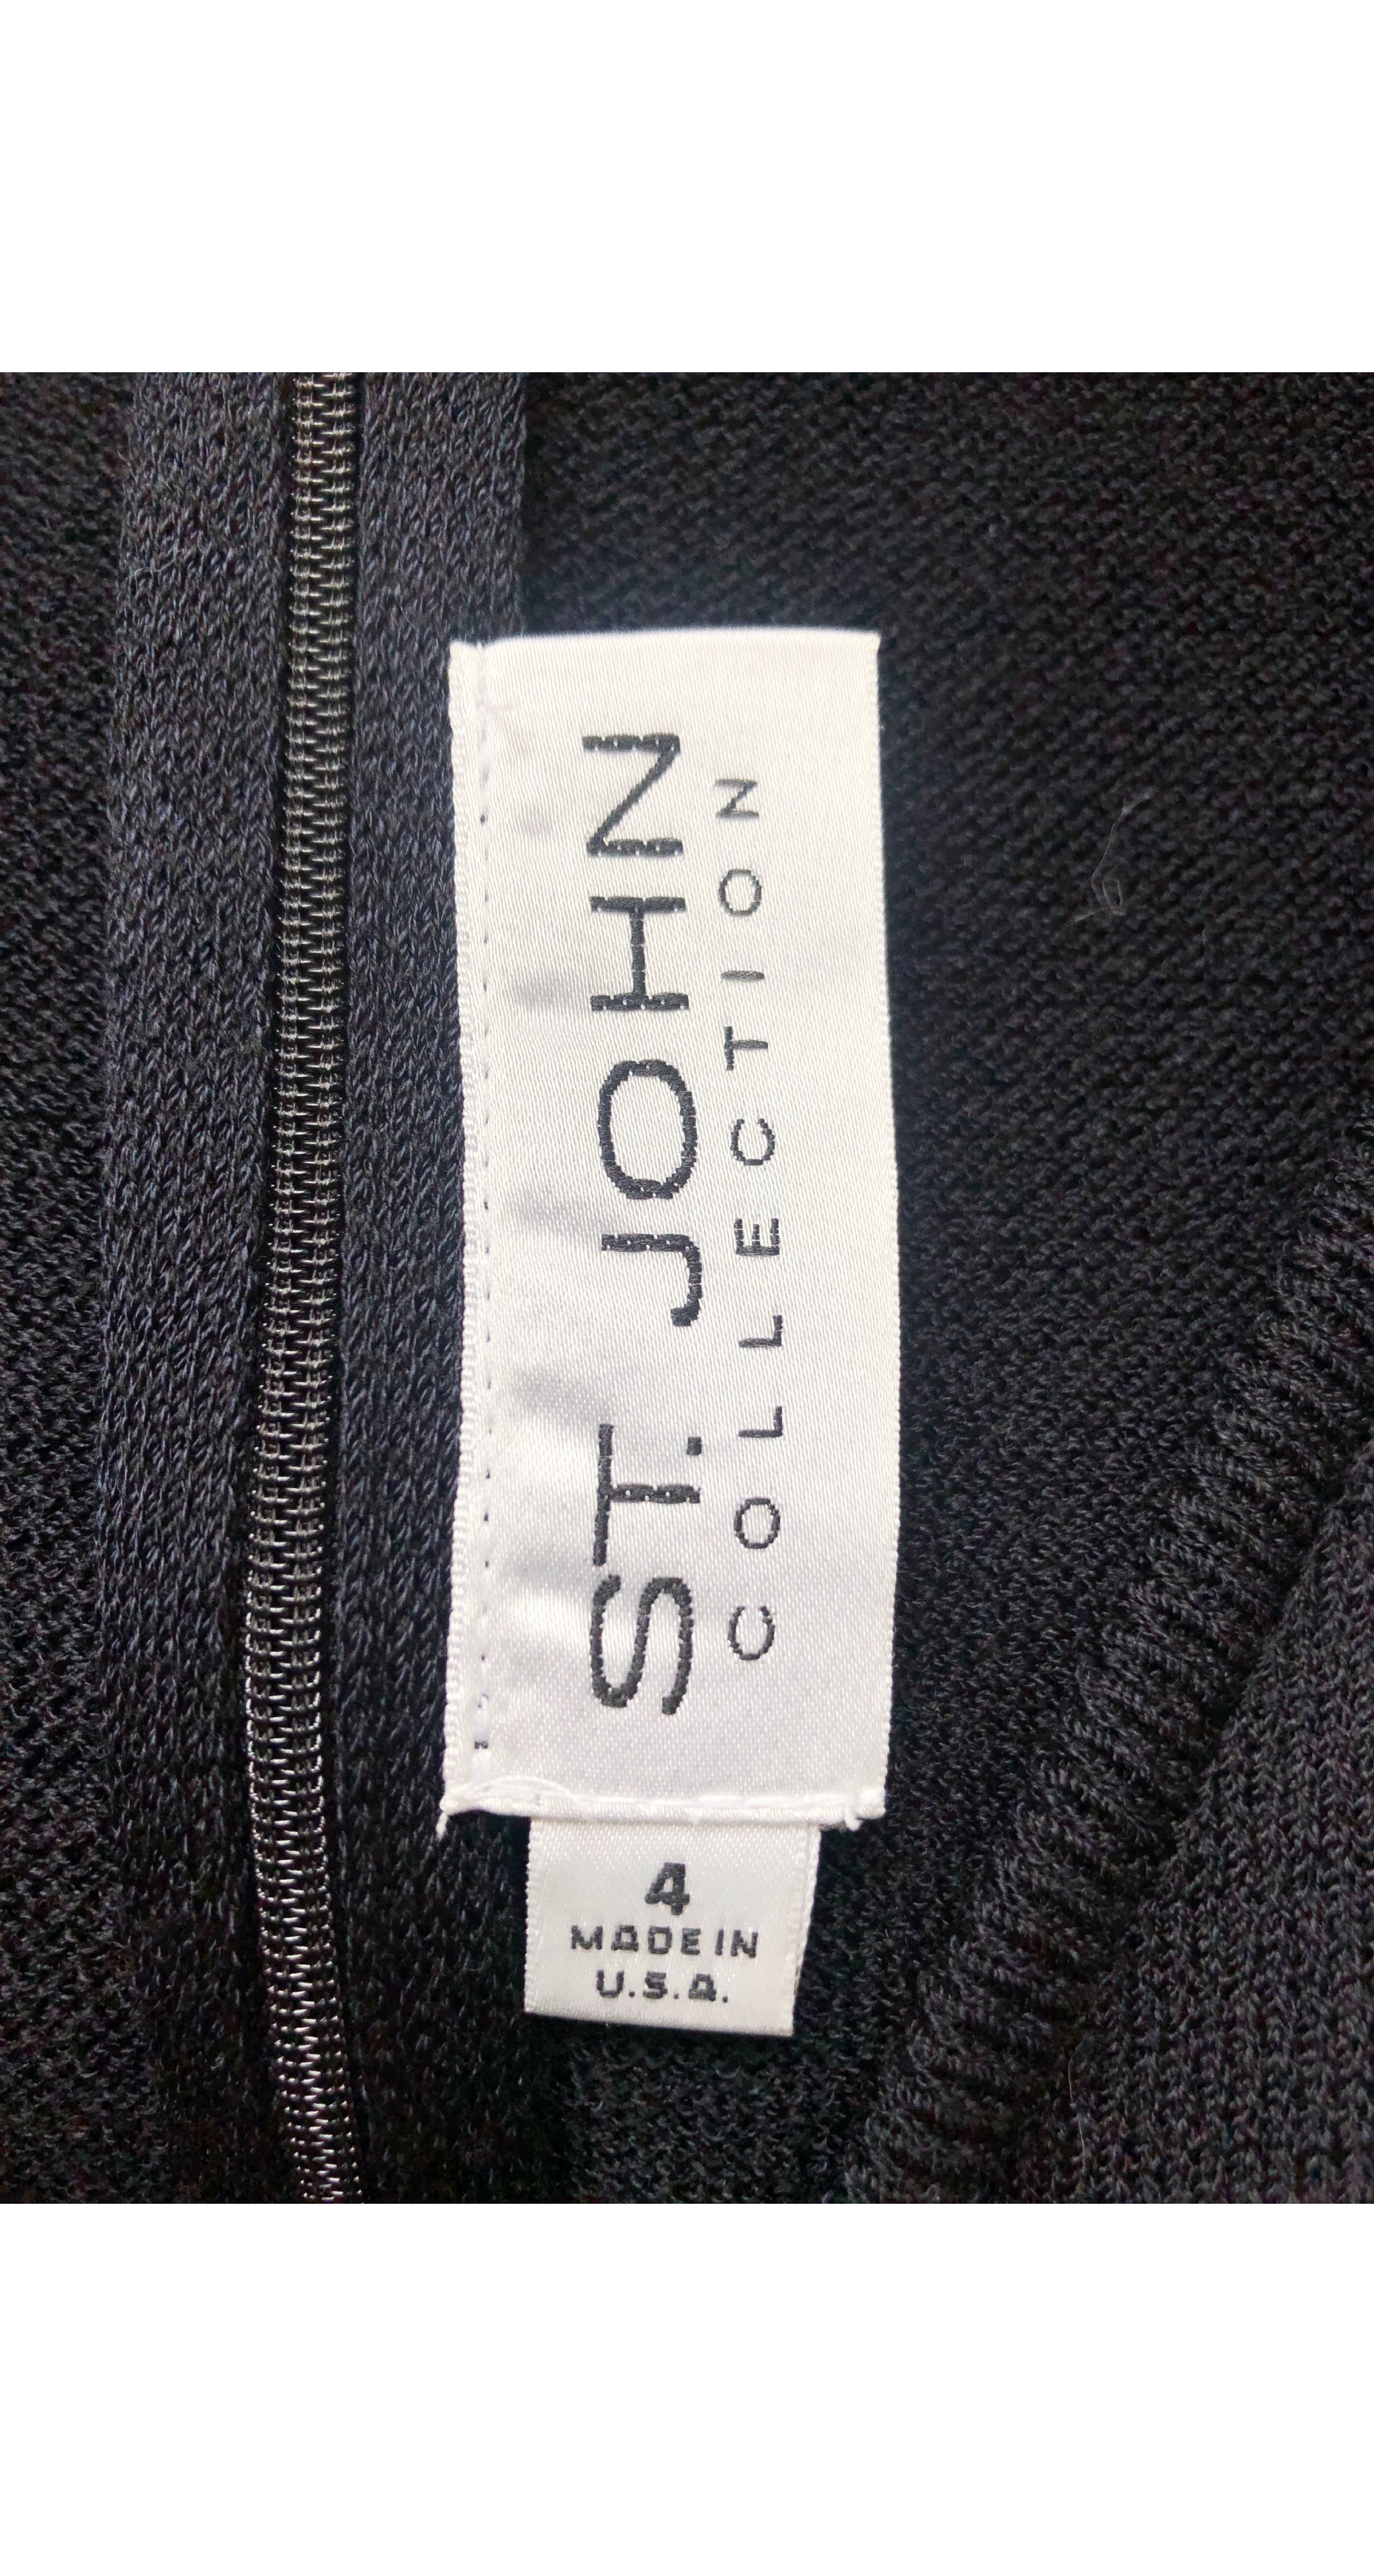 ST. JOHN
COLLECTION
4
MADE IN
U.S.A.